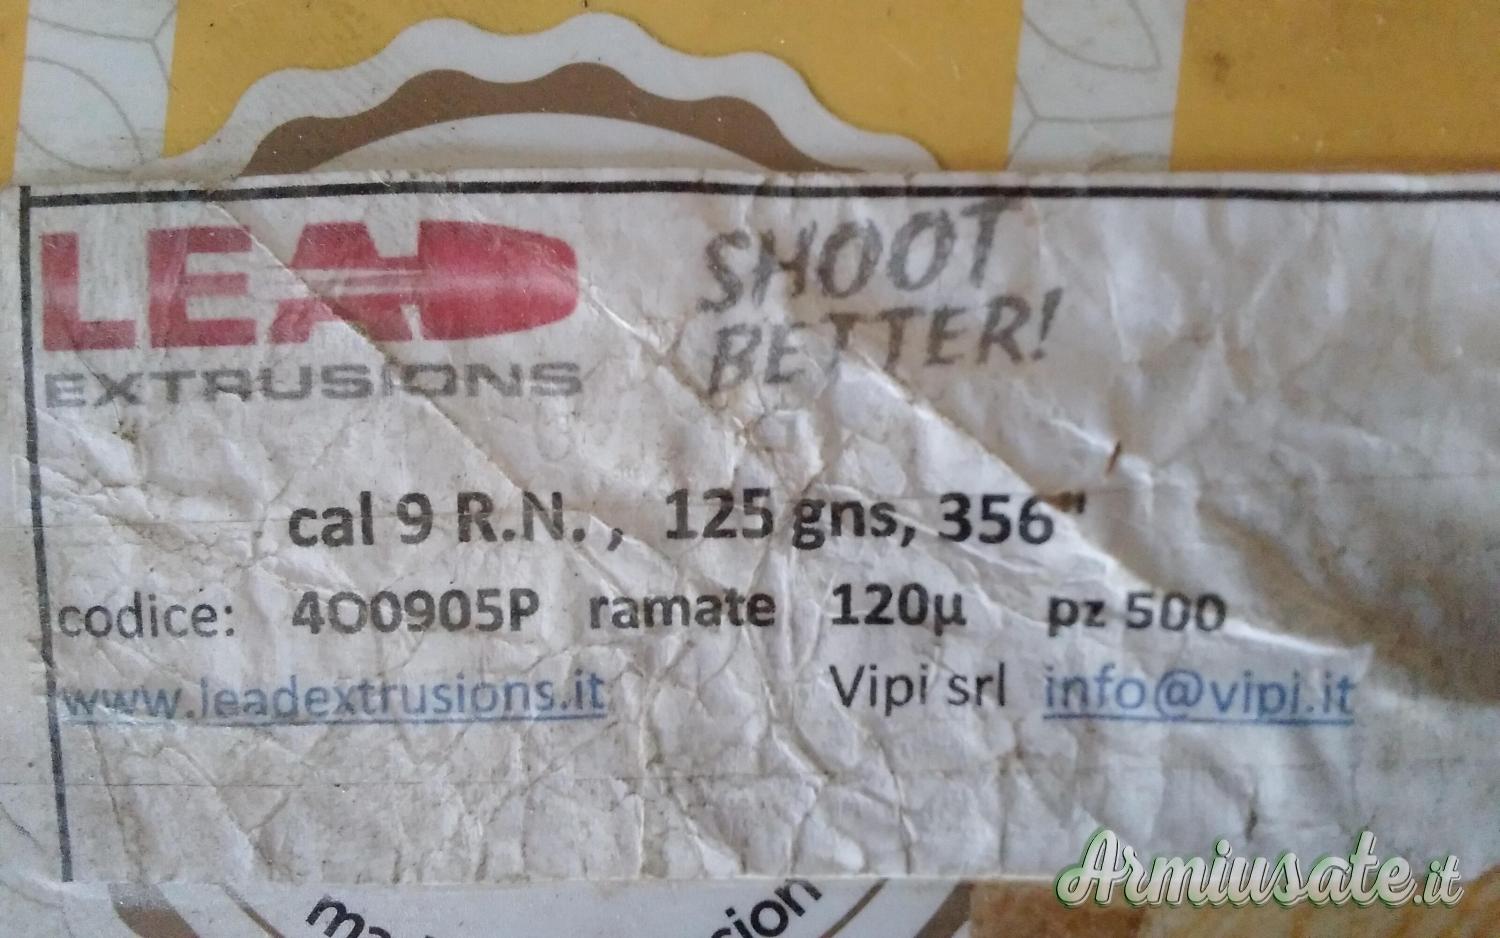 LEAD
EXTRUSIONS
SHOOT
BETTER!
cal 9 R.N. , 125 gns, 356"
codice: 4O0905P ramate 120µ pz 500
www.leadextrusions.it Vipi srl info@vipi.it
Armiusate.it